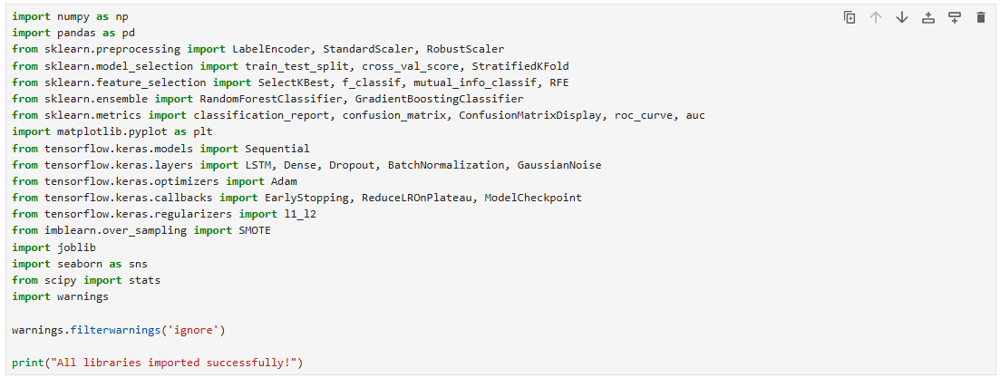 import numpy as np
import pandas as pd
from sklearn.preprocessing import LabelEncoder, StandardScaler, RobustScaler
from sklearn.model_selection import train_test_split, cross_val_score, StratifiedKFold
from sklearn.feature_selection import SelectKBest, f_classif, mutual_info_classif, RFE
from sklearn.ensemble import RandomForestClassifier, GradientBoostingClassifier
from sklearn.metrics import classification_report, confusion_matrix, ConfusionMatrixDisplay, roc_curve, auc
import matplotlib.pyplot as plt
from tensorflow.keras.models import Sequential
from tensorflow.keras.layers import LSTM, Dense, Dropout, BatchNormalization, GaussianNoise
from tensorflow.keras.optimizers import Adam
from tensorflow.keras.callbacks import EarlyStopping, ReduceLROnPlateau, ModelCheckpoint
from tensorflow.keras.regularizers import l1_l2
from imblearn.over_sampling import SMOTE
import joblib
import seaborn as sns
from scipy import stats
import warnings

warnings.filterwarnings('ignore')

print("All libraries imported successfully!")